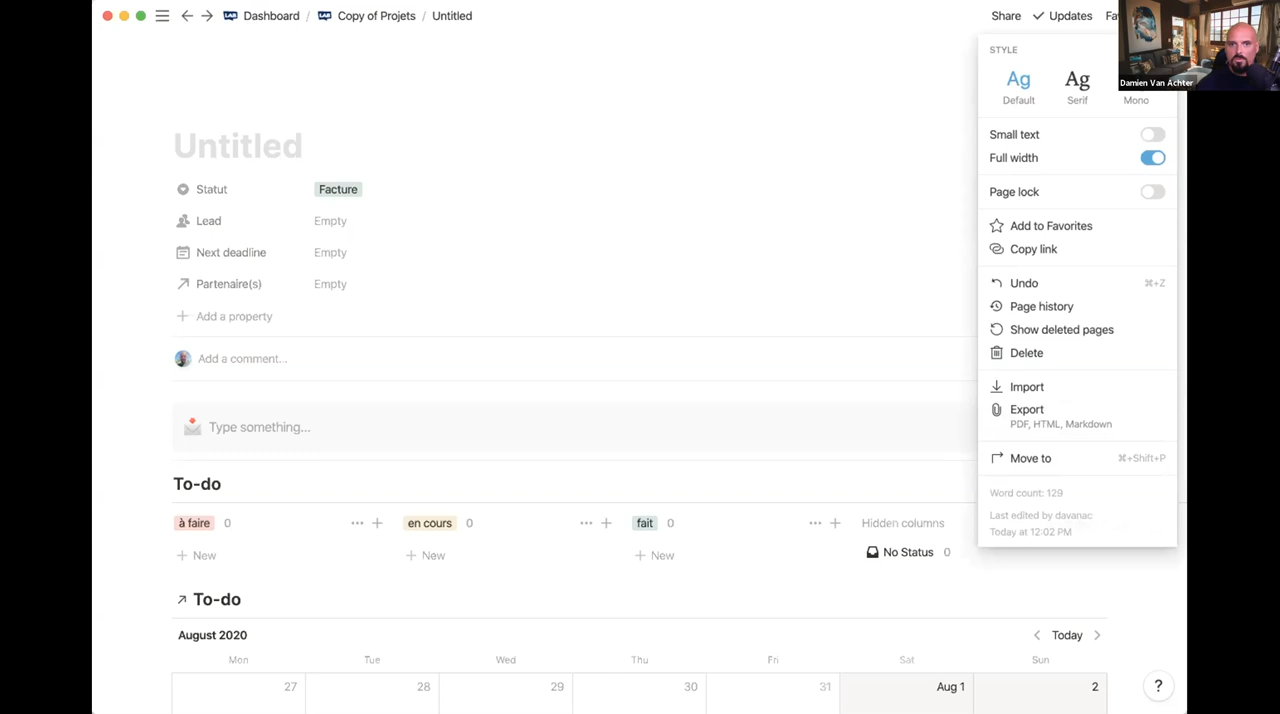 LAB Dashboard / LAB Copy of Projets / Untitled
Share Updates Fa
Damien Van Achter
STYLE
Ag Ag
Default Serif Mono
Small text
Full width
Page lock
Add to Favorites
Copy link
Undo ⌘+Z
Page history
Show deleted pages
Delete
Import
Export
PDF, HTML, Markdown
Move to ⌘+Shift+P
Word count: 129
Last edited by davanac
Today at 12:02 PM
Untitled
Statut Facture
Lead Empty
Next deadline Empty
Partenaire(s) Empty
Add a property
Add a comment...
Type something...
To-do
à faire 0 en cours 0 fait 0 Hidden columns
New New New No Status 0
To-do
August 2020 Today
Mon Tue Wed Thu Fri Sat Sun
27 28 29 30 31 Aug 1 2
?